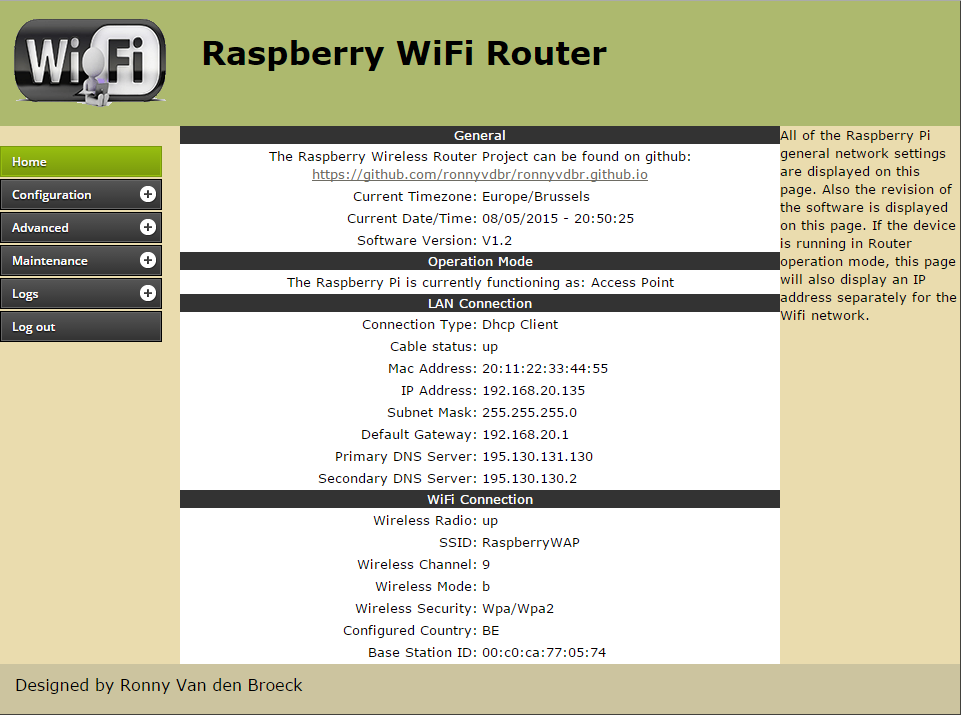 WiFi
Raspberry WiFi Router
Home
Configuration
Advanced
Maintenance
Logs
Log out
General
The Raspberry Wireless Router Project can be found on github:
https://github.com/ronnyvdbr/ronnyvdbr.github.io
Current Timezone: Europe/Brussels
Current Date/Time: 08/05/2015 - 20:50:25
Software Version: V1.2
Operation Mode
The Raspberry Pi is currently functioning as: Access Point
LAN Connection
Connection Type: Dhcp Client
Cable status: up
Mac Address: 20:11:22:33:44:55
IP Address: 192.168.20.135
Subnet Mask: 255.255.255.0
Default Gateway: 192.168.20.1
Primary DNS Server: 195.130.131.130
Secondary DNS Server: 195.130.130.2
WiFi Connection
Wireless Radio: up
SSID: RaspberryWAP
Wireless Channel: 9
Wireless Mode: b
Wireless Security: Wpa/Wpa2
Configured Country: BE
Base Station ID: 00:c0:ca:77:05:74
All of the Raspberry Pi
general network settings
are displayed on this
page. Also the revision of
the software is displayed
on this page. If the device
is running in Router
operation mode, this page
will also display an IP
address separately for the
Wifi network.
Designed by Ronny Van den Broeck